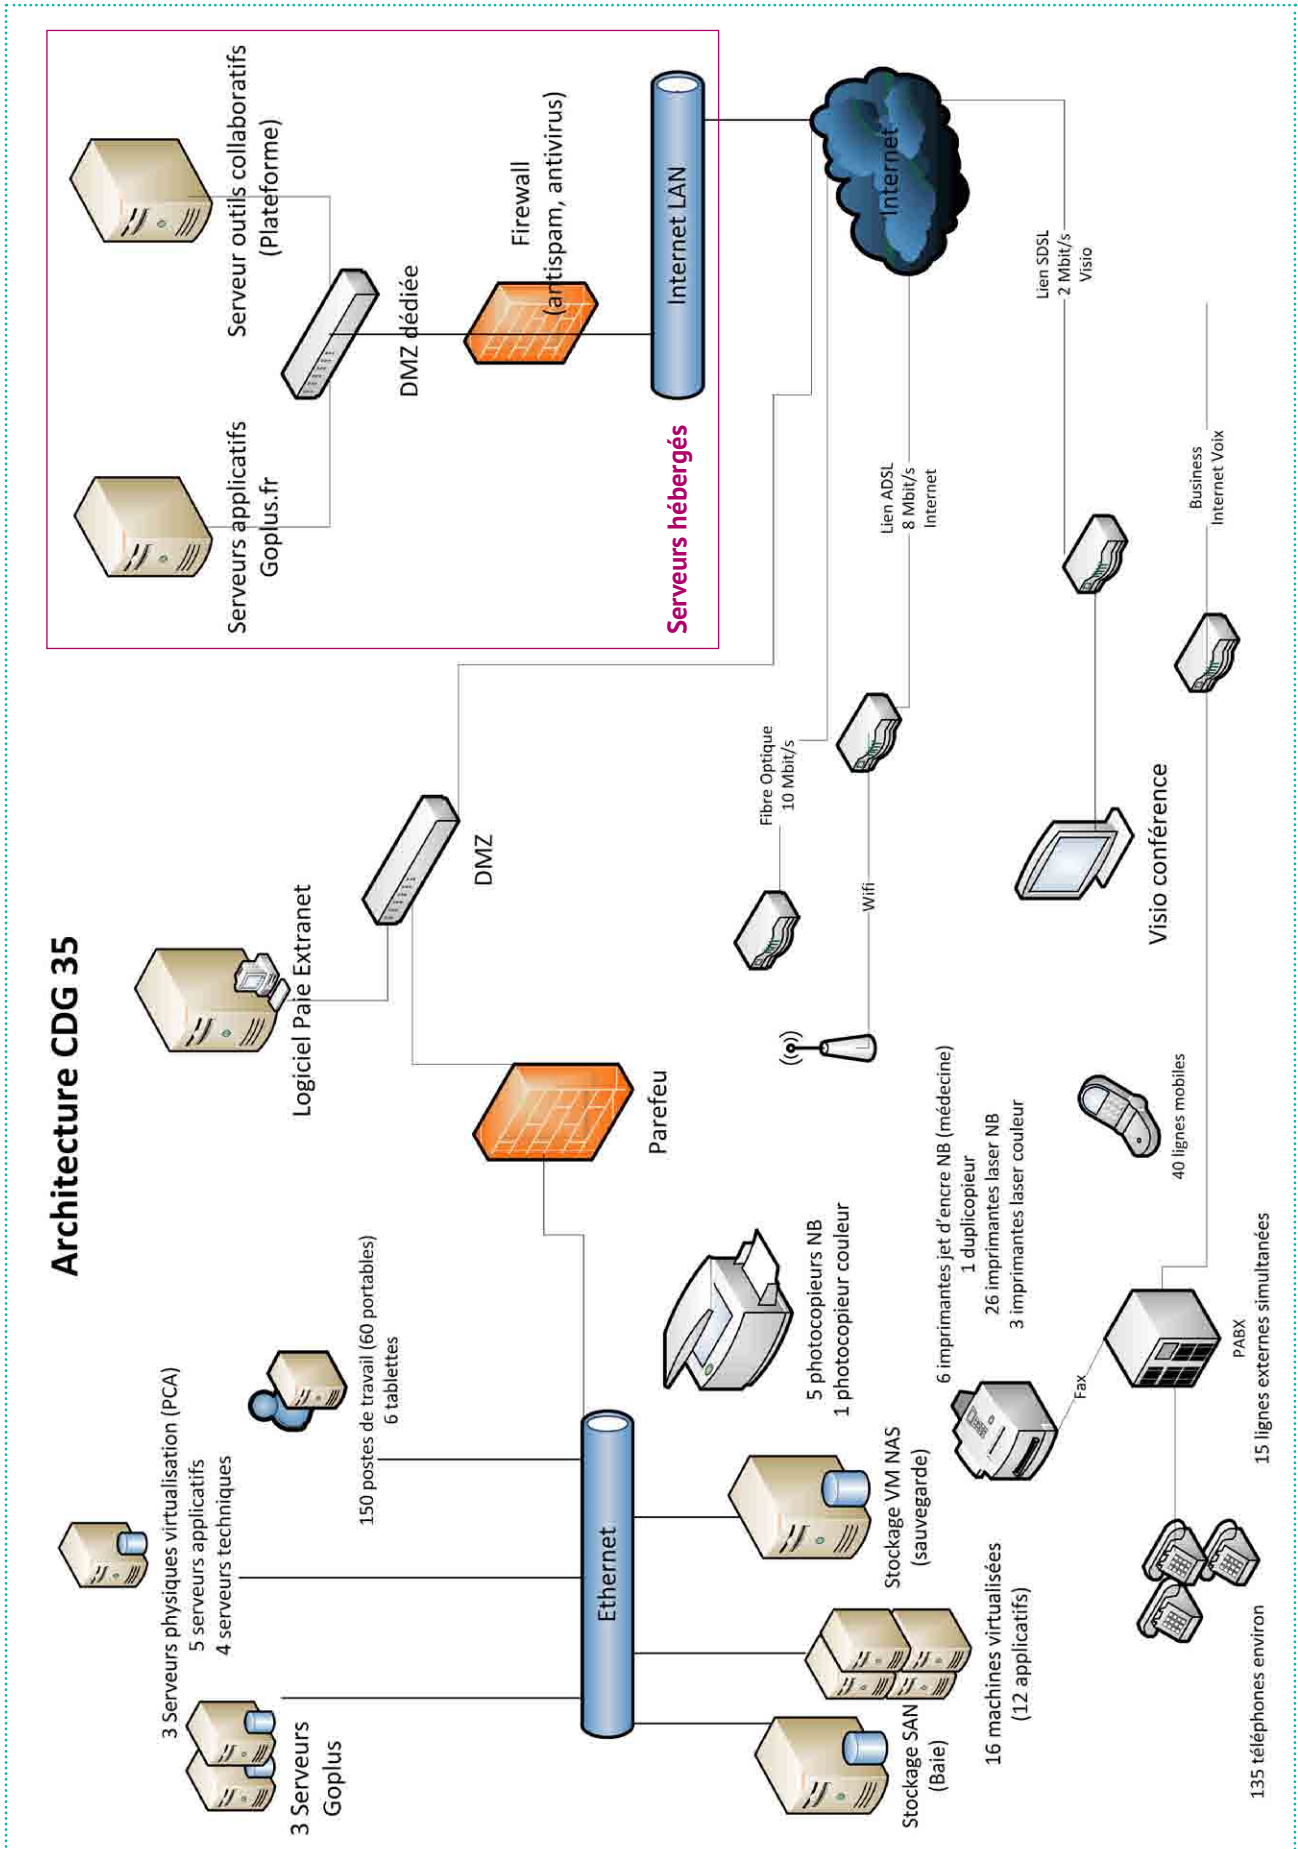 Architecture CDG 35
3 Serveurs
Goplus
3 Serveurs physiques virtualisation (PCA)
5 serveurs applicatifs
4 serveurs techniques
150 postes de travail (60 portables)
6 tablettes
Logiciel Paie Extranet
DMZ
Parefeu
Serveurs applicatifs
Goplus.fr
Serveur outils collaboratifs
(Plateforme)
DMZ dédiée
Firewall
(antispam, antivirus)
Internet LAN
Serveurs hébergés
Ethernet
Stockage SAN
(Baie)
16 machines virtualisées
(12 applicatifs)
Stockage VM NAS
(sauvegarde)
5 photocopieurs NB
1 photocopieur couleur
6 imprimantes jet d'encre NB (médecine)
1 duplicopieur
26 imprimantes laser NB
3 imprimantes laser couleur
Fibre Optique
10 Mbit/s
Wifi
Lien ADSL
8 Mbit/s
Internet
Internet
Lien SDSL
2 Mbit/s
Visio
Visio conférence
Business
Internet Voix
40 lignes mobiles
Fax
PABX
15 lignes externes simultanées
135 téléphones environ